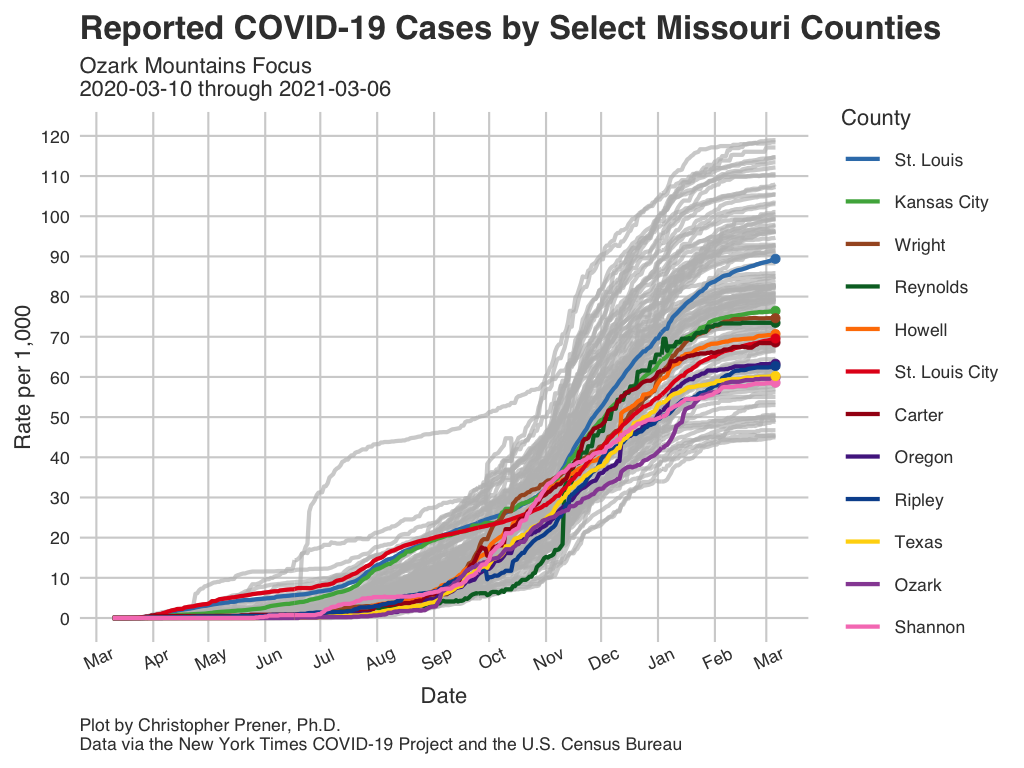 Reported COVID-19 Cases by Select Missouri Counties
Ozark Mountains Focus
2020-03-10 through 2021-03-06
Rate per 1,000
120
110
100
90
80
70
60
50
40
30
20
10
0
Mar Apr May Jun Jul Aug Sep Oct Nov Dec Jan Feb Mar
Date
County
St. Louis
Kansas City
Wright
Reynolds
Howell
St. Louis City
Carter
Oregon
Ripley
Texas
Ozark
Shannon
Plot by Christopher Prener, Ph.D.
Data via the New York Times COVID-19 Project and the U.S. Census Bureau